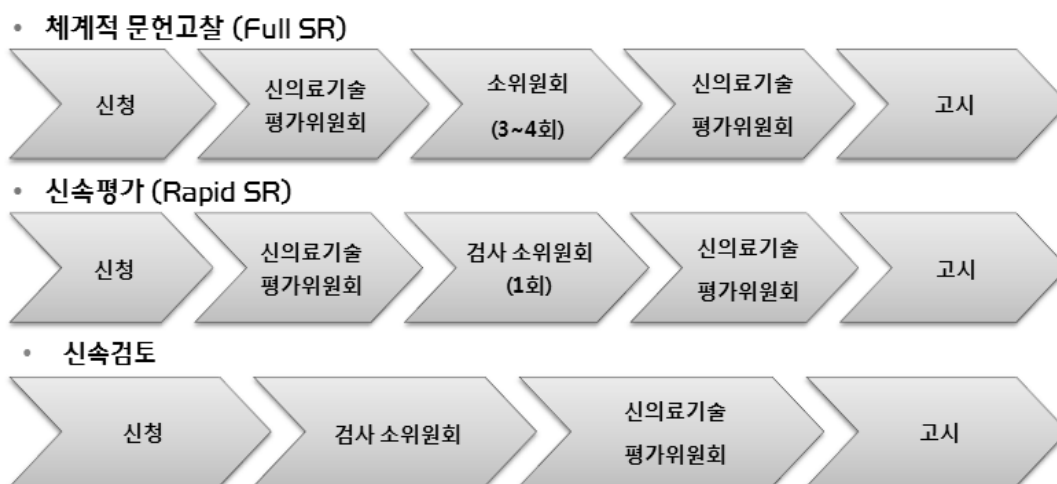 • 체계적 문헌고찰 (Full SR)
신청
신의료기술
평가위원회
소위원회
(3~4회)
신의료기술
평가위원회
고시
• 신속평가 (Rapid SR)
신청
신의료기술
평가위원회
검사 소위원회
(1회)
신의료기술
평가위원회
고시
• 신속검토
신청
검사 소위원회
신의료기술
평가위원회
고시